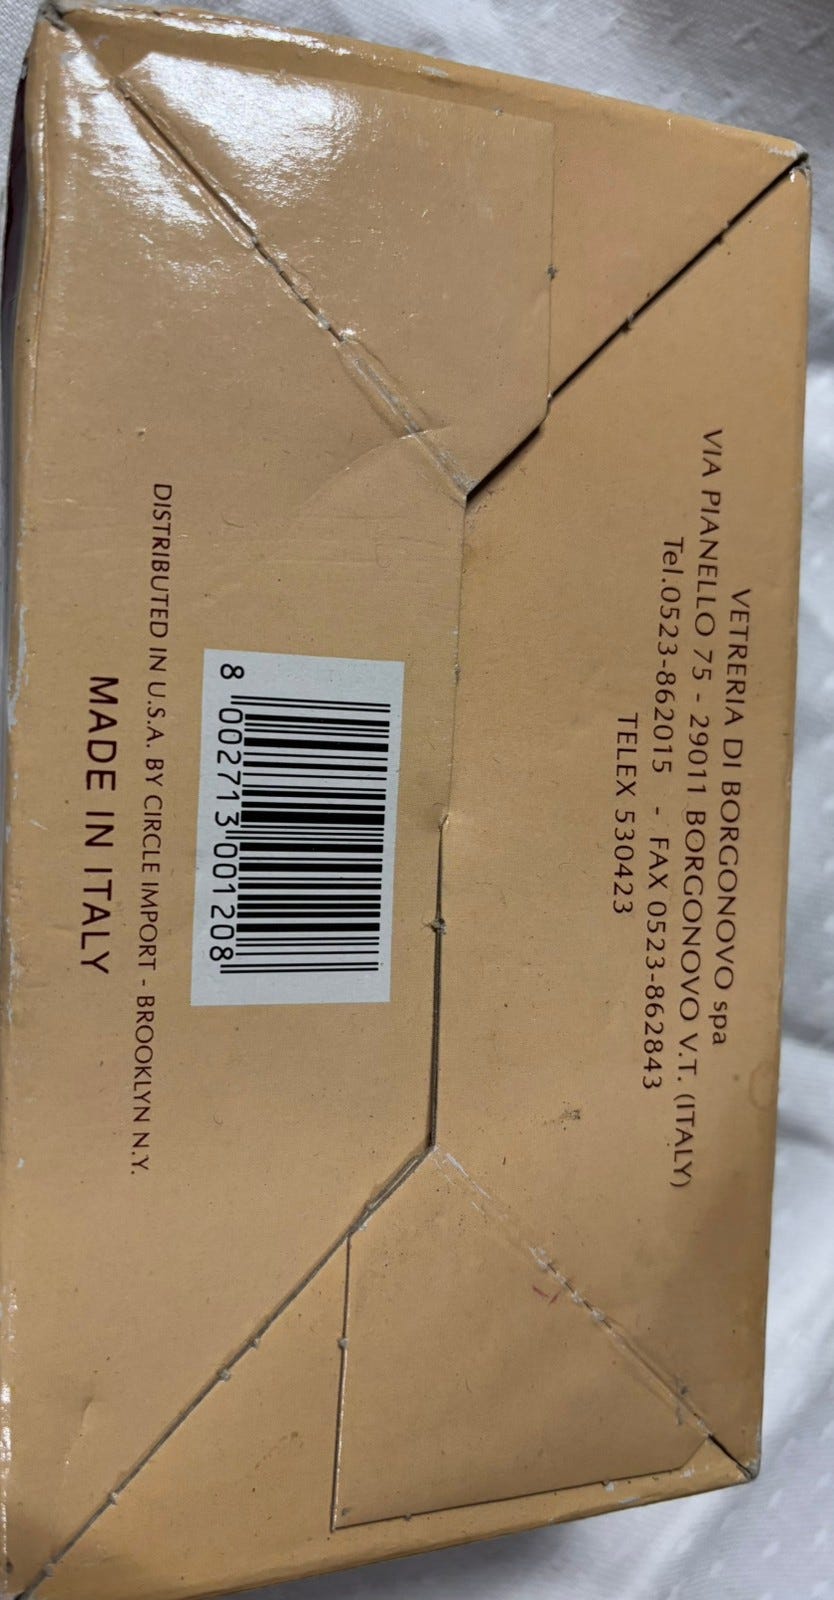 VETRERIA DI BORGONOVO spa
VIA PIANELLO 75 - 29011 BORGONOVO V.T. (ITALY)
Tel.0523-862015 - FAX 0523-862843
TELEX 530423
8 002713 001208
DISTRIBUTED IN U.S.A. BY CIRCLE IMPORT - BROOKLYN N.Y.
MADE IN ITALY